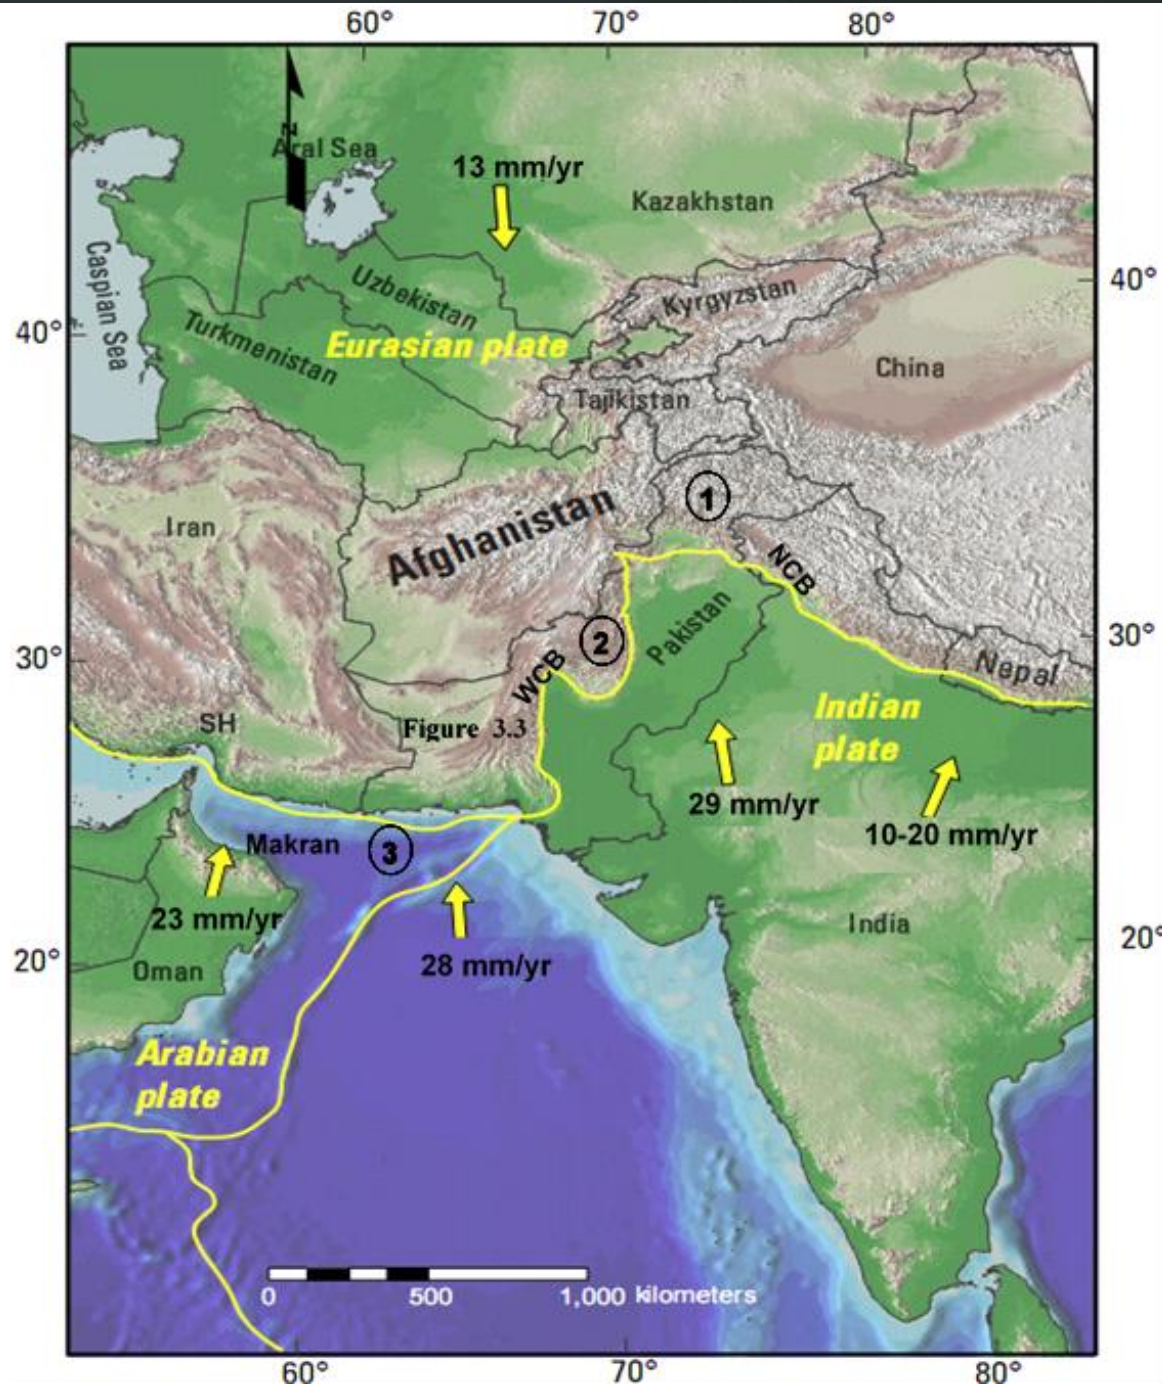 60°
70°
80°
N
Aral Sea
13 mm/yr
Kazakhstan
Caspian Sea
Uzbekistan
Kyrgyzstan
40°
40°
Turkmenistan
Eurasian plate
China
Tajikistan
1
Iran
Afghanistan
NCB
Pakistan
30°
2
30°
WCB
Nepal
SH
Figure 3.3
Indian
plate
29 mm/yr
10-20 mm/yr
Makran
3
23 mm/yr
India
20°
28 mm/yr
20°
Oman
Arabian
plate
0
500
1,000 kilometers
60°
70°
80°